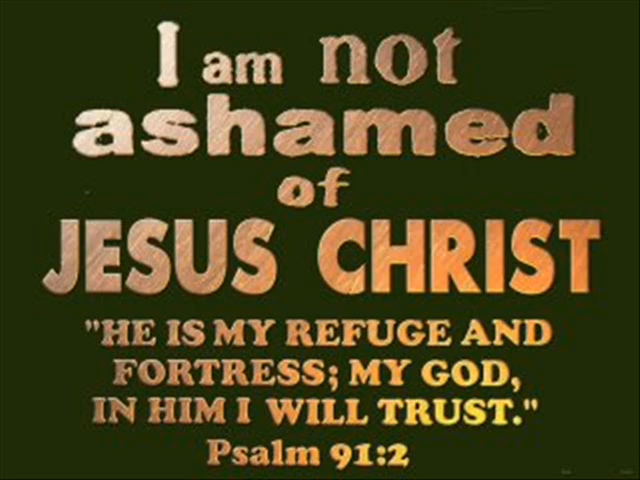 I am not
ashamed
of
JESUS CHRIST
"HE IS MY REFUGE AND
FORTRESS; MY GOD,
IN HIM I WILL TRUST."
Psalm 91:2